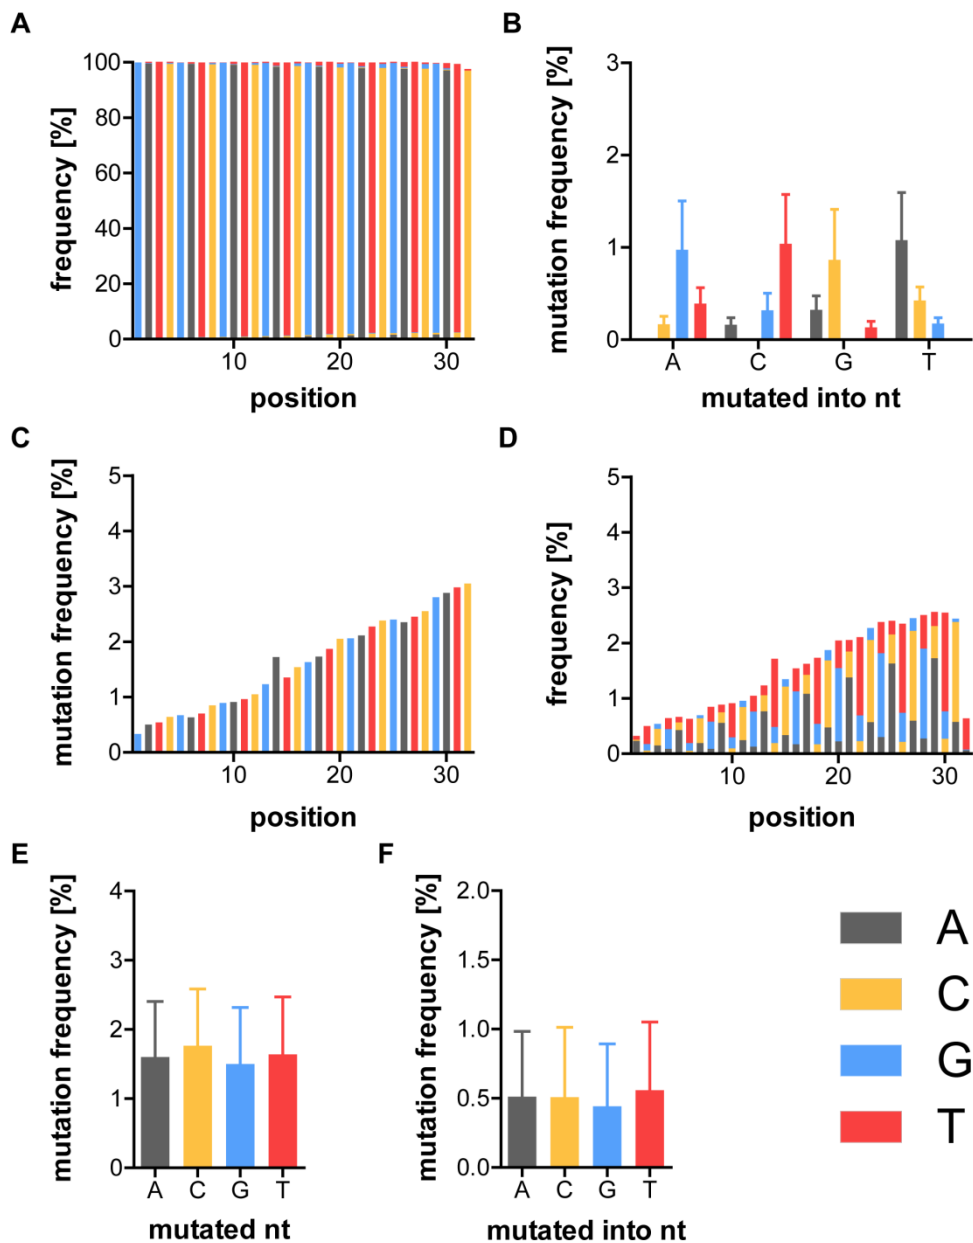 A
frequency [%]
100
80
60
40
20
0
10 20 30
position
B
mutation frequency [%]
3
2
1
0
A C G T
mutated into nt
C
mutation frequency [%]
5
4
3
2
1
0
10 20 30
position
D
frequency [%]
5
4
3
2
1
0
10 20 30
position
E
mutation frequency [%]
4
3
2
1
0
A C G T
mutated nt
F
mutation frequency [%]
2.0
1.5
1.0
0.5
0.0
A C G T
mutated into nt
A
C
G
T